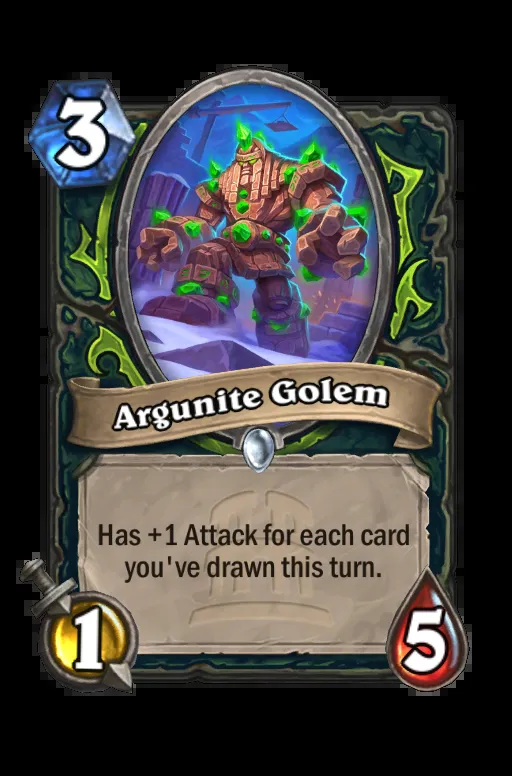 3
Argunite Golem
Has +1 Attack for each card
you've drawn this turn.
1
5